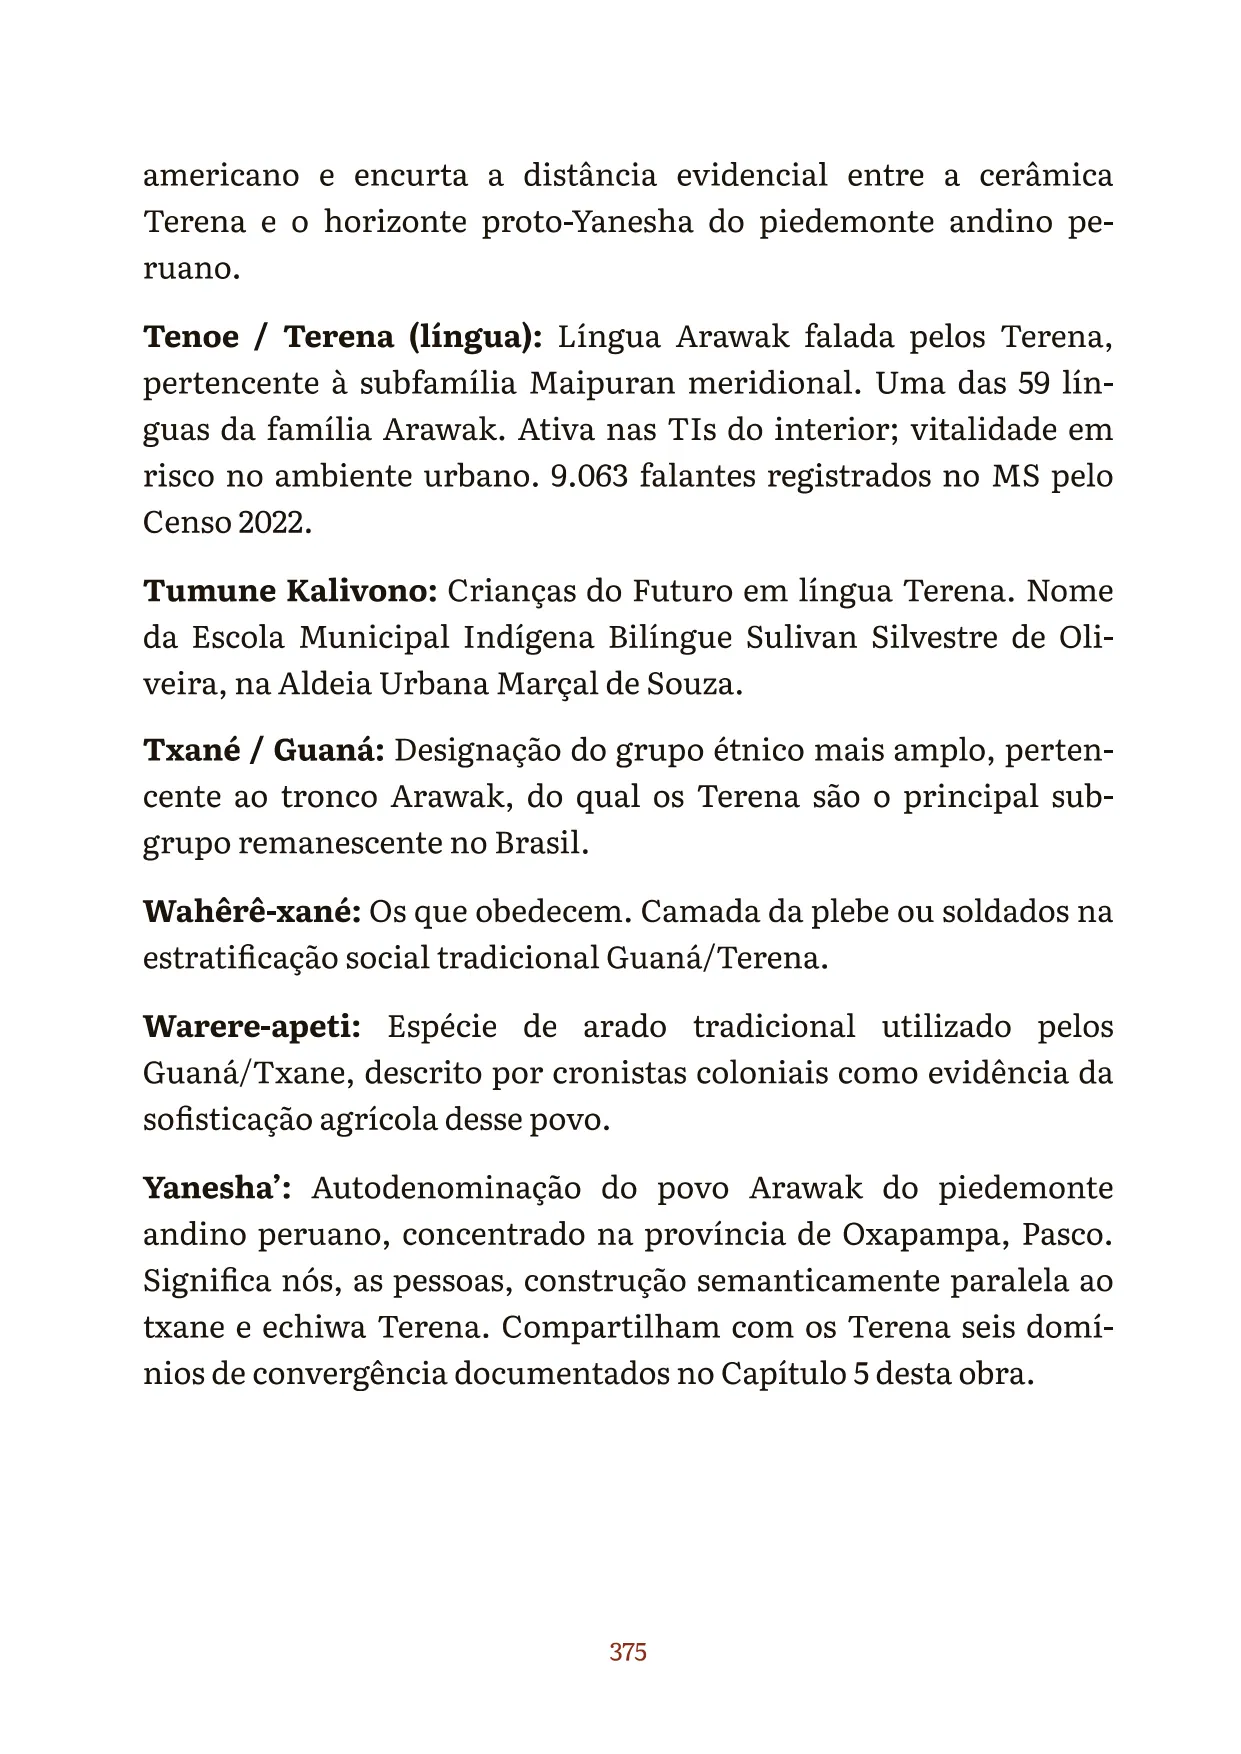 americano e encurta a distância evidencial entre a cerâmica
Terena e o horizonte proto-Yanesha do piedemonte andino pe-
ruano.
Tenoe / Terena (língua): Língua Arawak falada pelos Terena,
pertencente à subfamília Maipuran meridional. Uma das 59 lín-
guas da família Arawak. Ativa nas TIs do interior; vitalidade em
risco no ambiente urbano. 9.063 falantes registrados no MS pelo
Censo 2022.
Tumune Kalivono: Crianças do Futuro em língua Terena. Nome
da Escola Municipal Indígena Bilíngue Sulivan Silvestre de Oli-
veira, na Aldeia Urbana Marçal de Souza.
Txané / Guaná: Designação do grupo étnico mais amplo, perten-
cente ao tronco Arawak, do qual os Terena são o principal sub-
grupo remanescente no Brasil.
Wahêrê-xané: Os que obedecem. Camada da plebe ou soldados na
estratificação social tradicional Guaná/Terena.
Warere-apeti: Espécie de arado tradicional utilizado pelos
Guaná/Txane, descrito por cronistas coloniais como evidência da
sofisticação agrícola desse povo.
Yanesha’: Autodenominação do povo Arawak do piedemonte
andino peruano, concentrado na província de Oxapampa, Pasco.
Significa nós, as pessoas, construção semanticamente paralela ao
txane e echiwa Terena. Compartilham com os Terena seis domí-
nios de convergência documentados no Capítulo 5 desta obra.
375